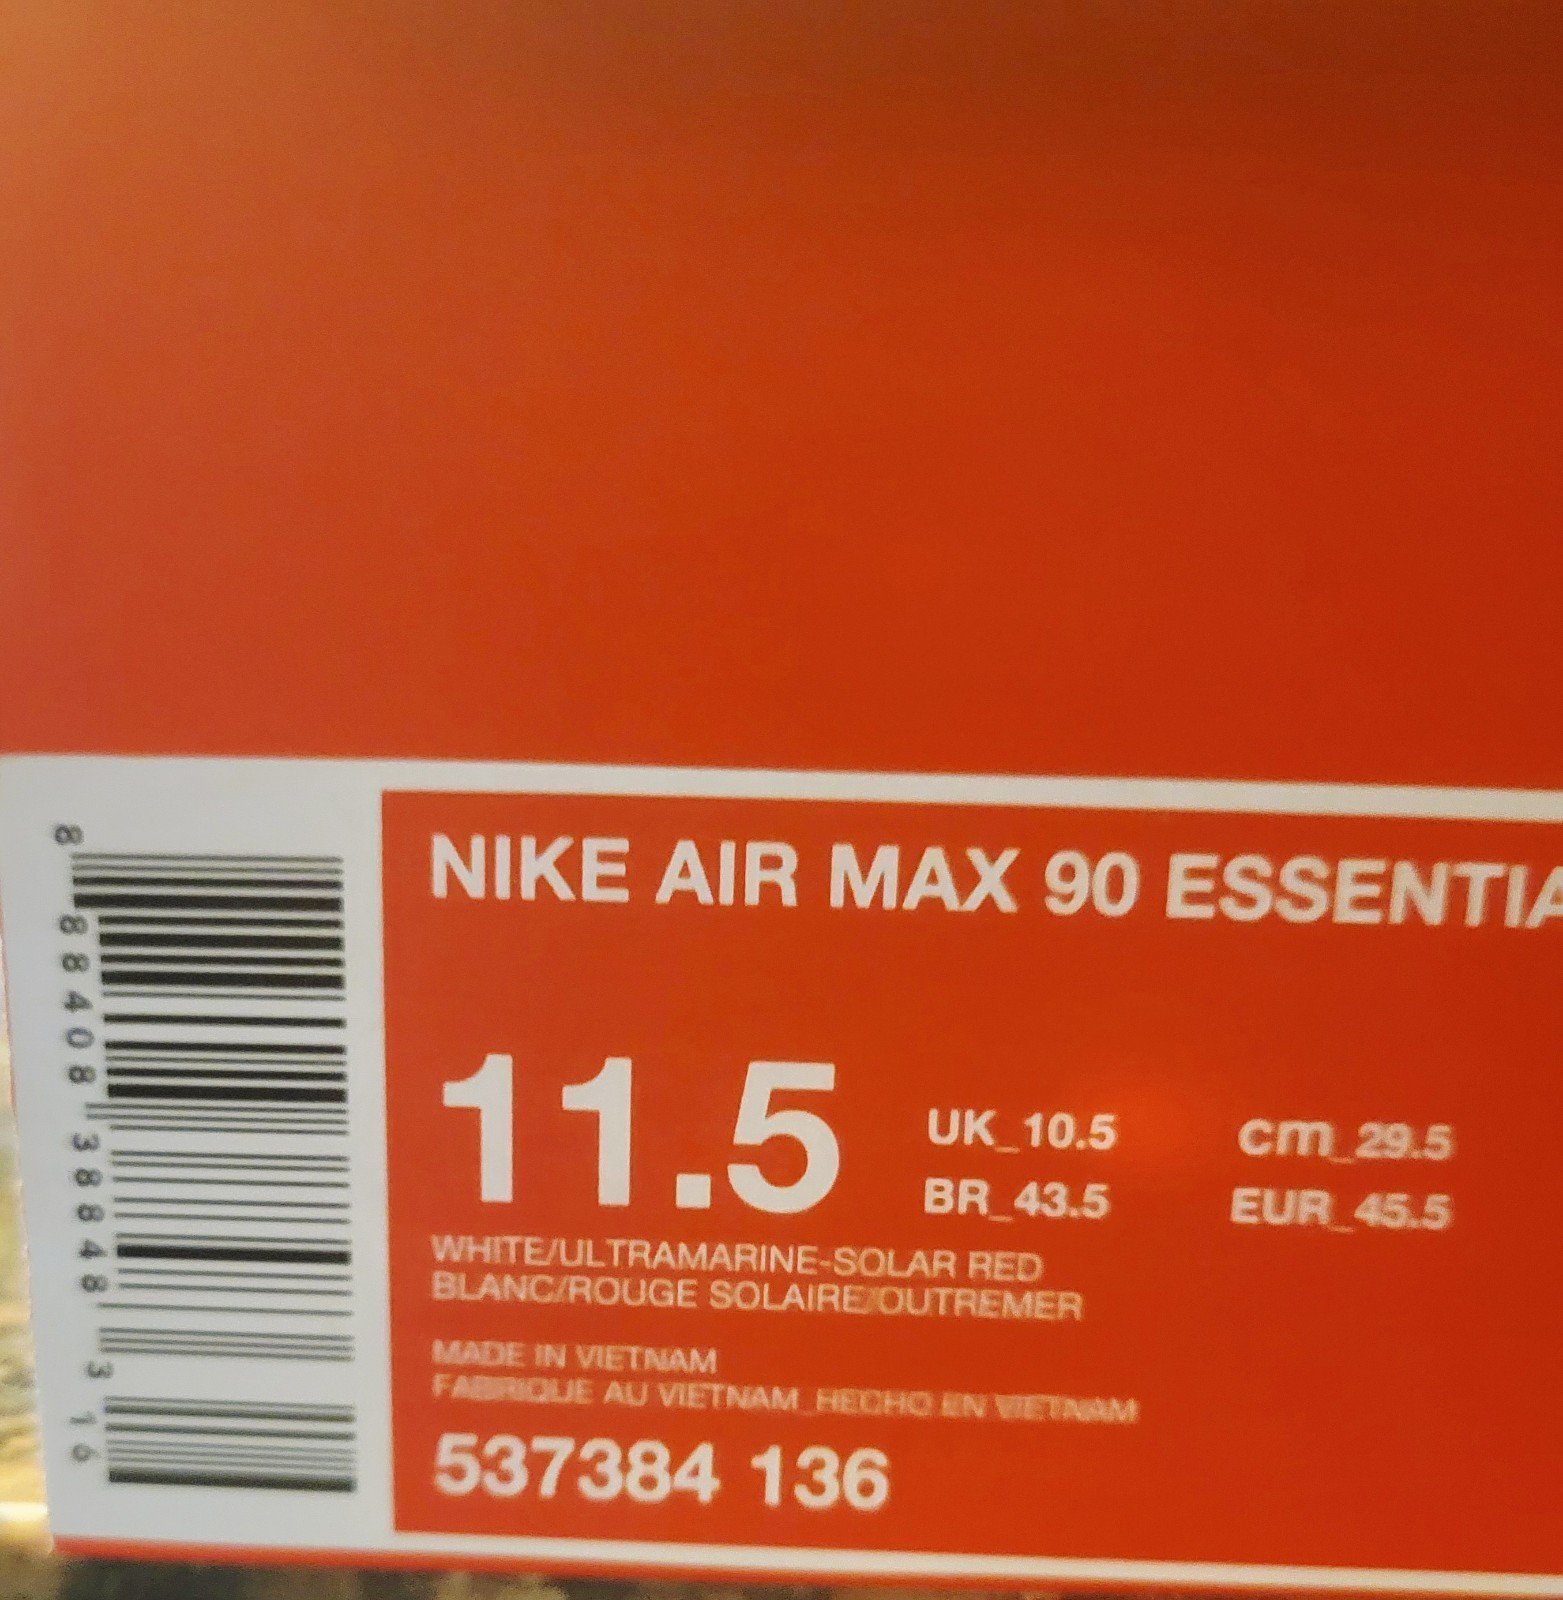 NIKE AIR MAX 90 ESSENTIA
11.5
UK_10.5 cm_29.5
BR_43.5 EUR_45.5
WHITE/ULTRAMARINE-SOLAR RED
BLANC/ROUGE SOLAIRE/OUTREMER
MADE IN VIETNAM
FABRIQUE AU VIETNAM_HECHO EN VIETNAM
537384 136
8 88408 38848 3 16